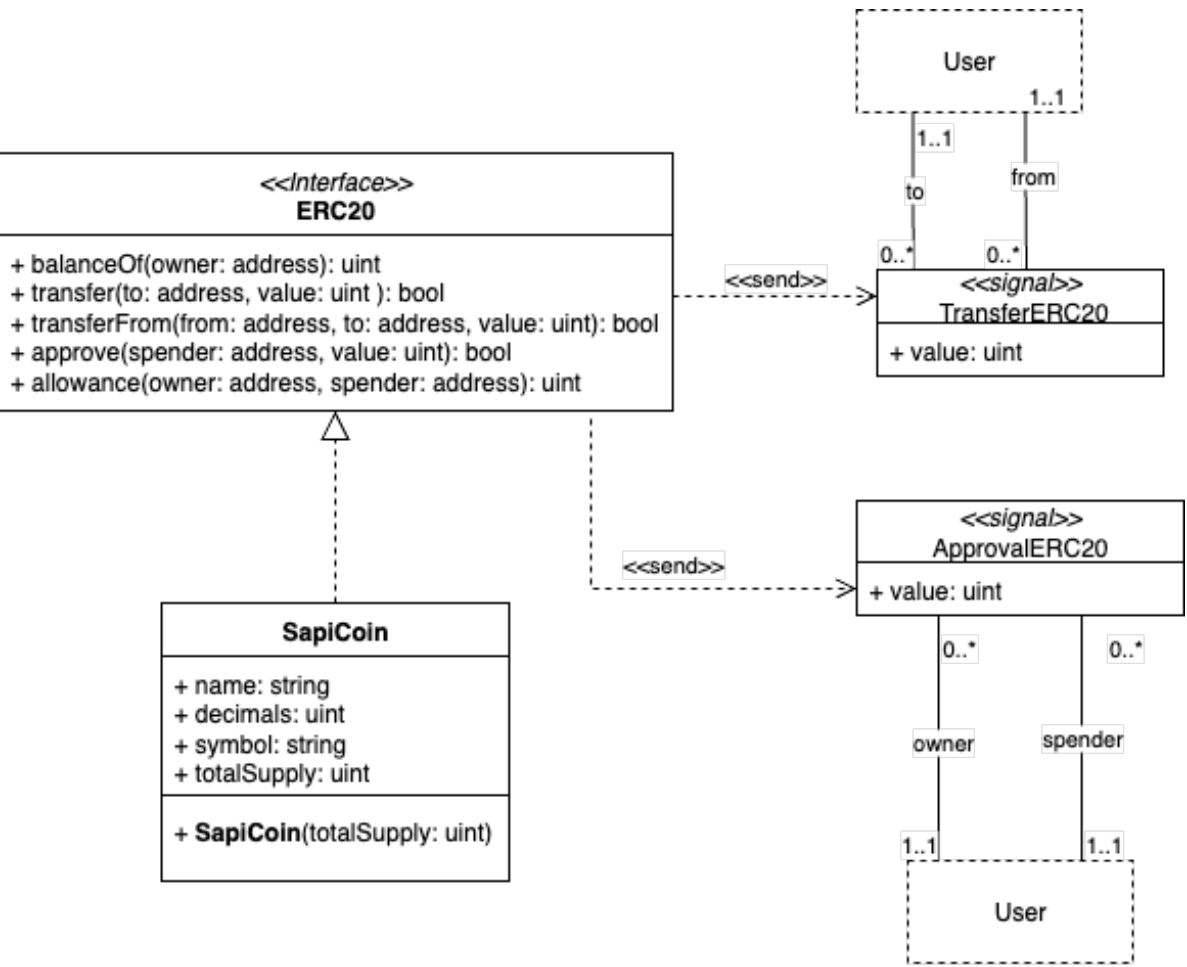 User
1..1
1..1
to
from
0..*
0..*
<<Interface>>
ERC20
+ balanceOf(owner: address): uint
+ transfer(to: address, value: uint ): bool
+ transferFrom(from: address, to: address, value: uint): bool
+ approve(spender: address, value: uint): bool
+ allowance(owner: address, spender: address): uint
<<send>>
<<signal>>
TransferERC20
+ value: uint
<<send>>
<<signal>>
ApprovalERC20
+ value: uint
0..*
0..*
owner
spender
1..1
1..1
User
SapiCoin
+ name: string
+ decimals: uint
+ symbol: string
+ totalSupply: uint
+ SapiCoin(totalSupply: uint)